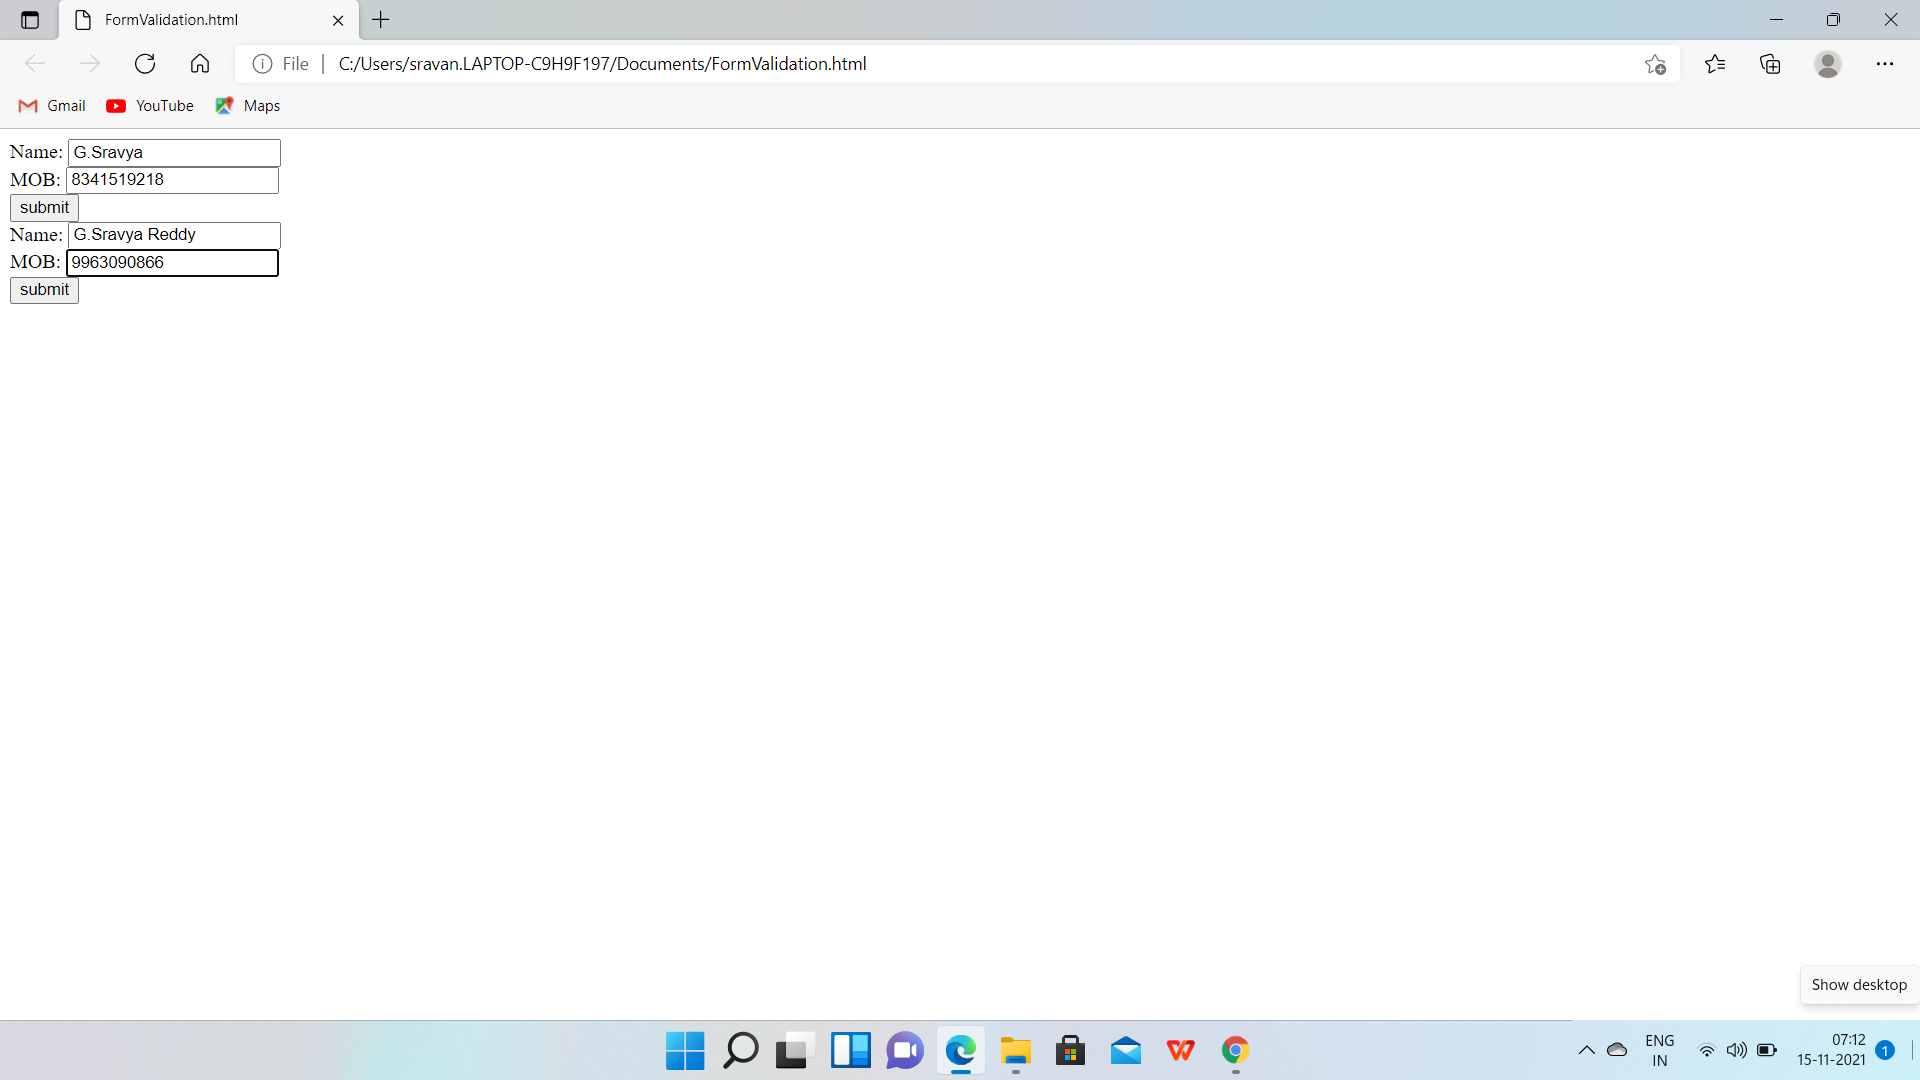 FormValidation.html
File | C:/Users/sravan.LAPTOP-C9H9F197/Documents/FormValidation.html
Gmail YouTube Maps
Name: G.Sravya
MOB: 8341519218
submit
Name: G.Sravya Reddy
MOB: 9963090866
submit
Show desktop
ENG 07:12
IN 15-11-2021 1